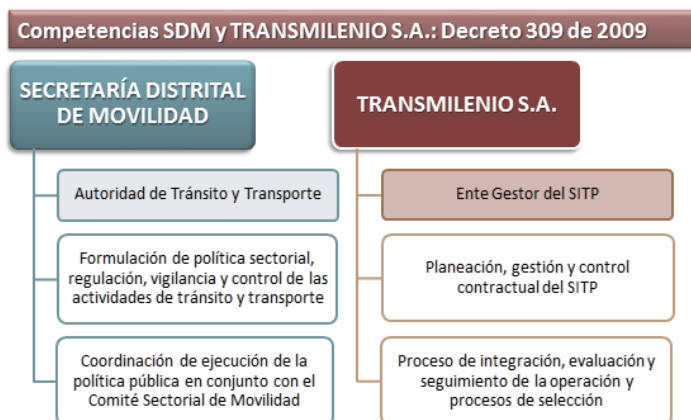 Competencias SDM y TRANSMILENIO S.A.: Decreto 309 de 2009
SECRETARÍA DISTRITAL
DE MOVILIDAD
Autoridad de Tránsito y Transporte
Formulación de política sectorial,
regulación, vigilancia y control de las
actividades de tránsito y transporte
Coordinación de ejecución de la
política pública en conjunto con el
Comité Sectorial de Movilidad
TRANSMILENIO S.A.
Ente Gestor del SITP
Planeación, gestión y control
contractual del SITP
Proceso de integración, evaluación y
seguimiento de la operación y
procesos de selección